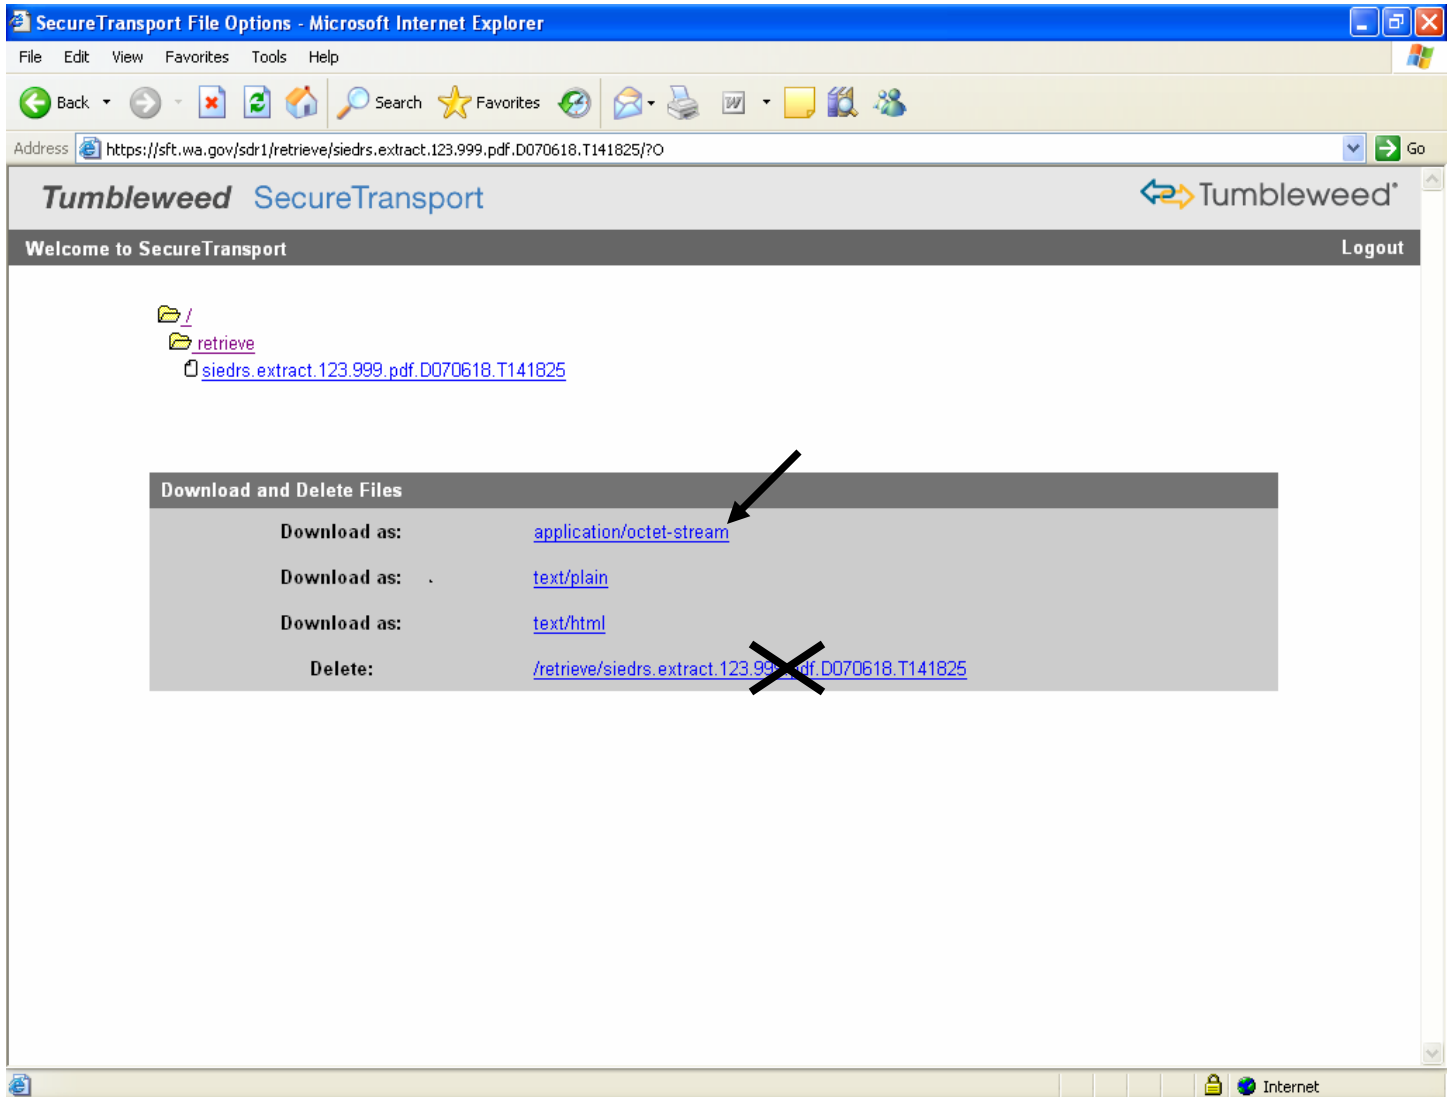 SecureTransport File Options - Microsoft Internet Explorer
File Edit View Favorites Tools Help
Back Search Favorites W
Address https://sft.wa.gov/sdr1/retrieve/siedrs.extract.123.999.pdf.D070618.T141825/?O Go
Tumbleweed SecureTransport Tumbleweed
Welcome to SecureTransport Logout
/
retrieve
siedrs.extract.123.999.pdf.D070618.T141825
Download and Delete Files
Download as: application/octet-stream
Download as: text/plain
Download as: text/html
Delete: /retrieve/siedrs.extract.123.999.pdf.D070618.T141825
Internet